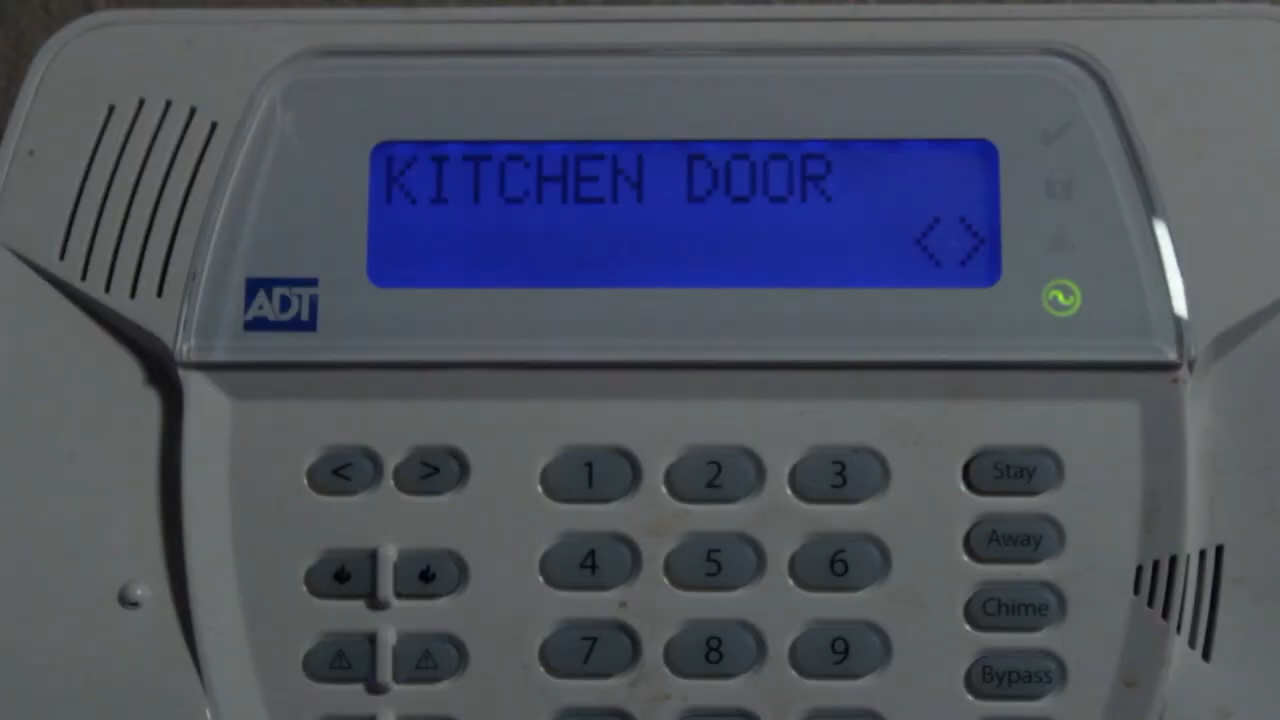 KITCHEN DOOR
<>
ADT
< > 1 2 3 Stay
4 5 6 Away
Chime
7 8 9
Bypass